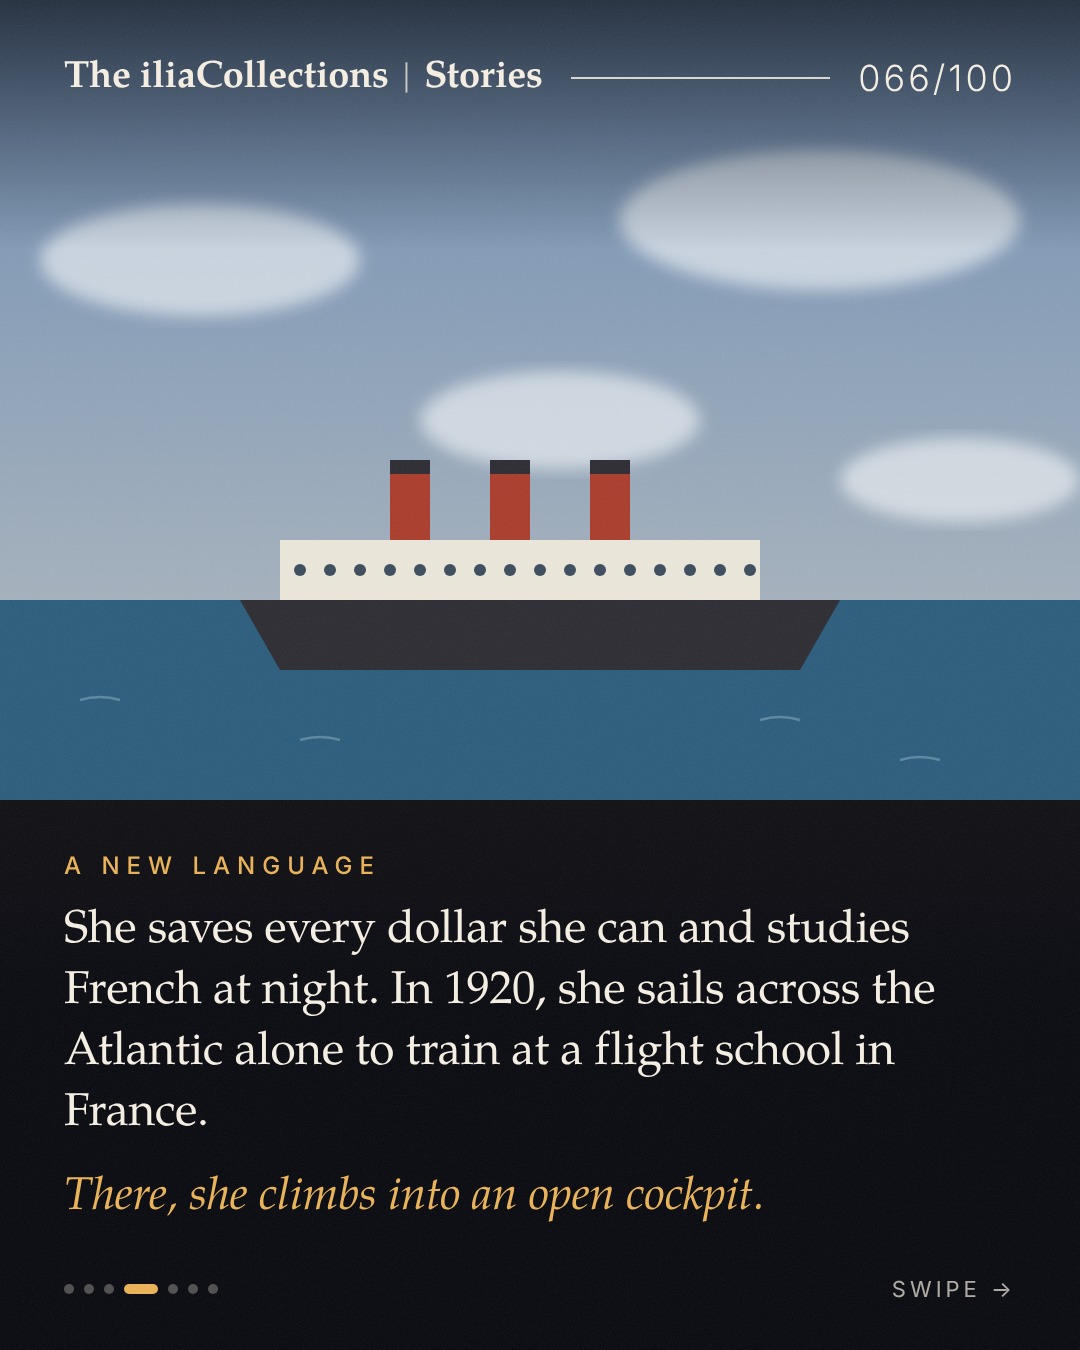 The iliaCollections | Stories 066/100
A NEW LANGUAGE
She saves every dollar she can and studies
French at night. In 1920, she sails across the
Atlantic alone to train at a flight school in
France.
There, she climbs into an open cockpit.
SWIPE →